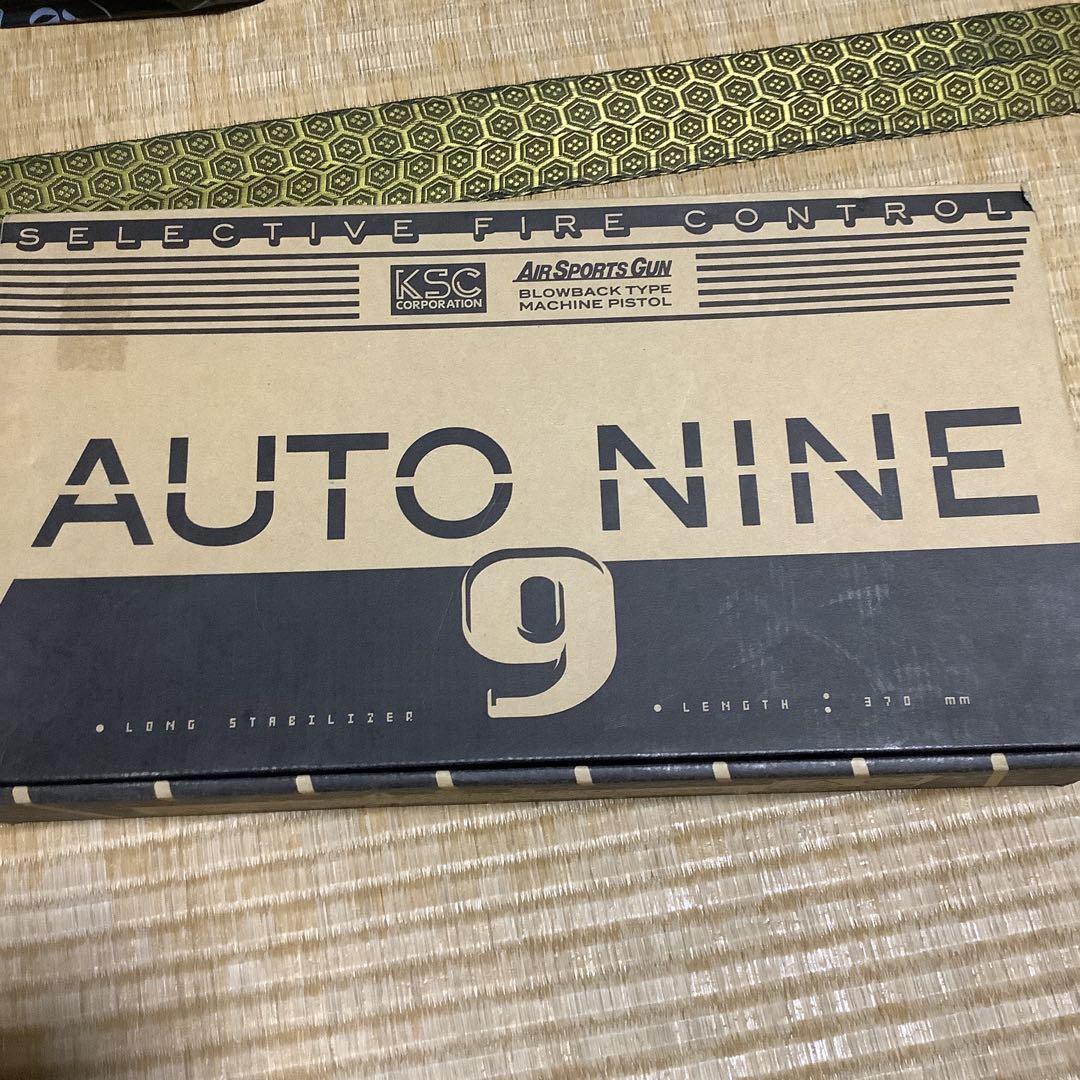 SELECTIVE FIRE CONTROL
KSC
CORPORATION
AIR SPORTS GUN
BLOWBACK TYPE
MACHINE PISTOL
AUTO NINE
9
• LONG STABILIZER
• LENGTH : 370 mm